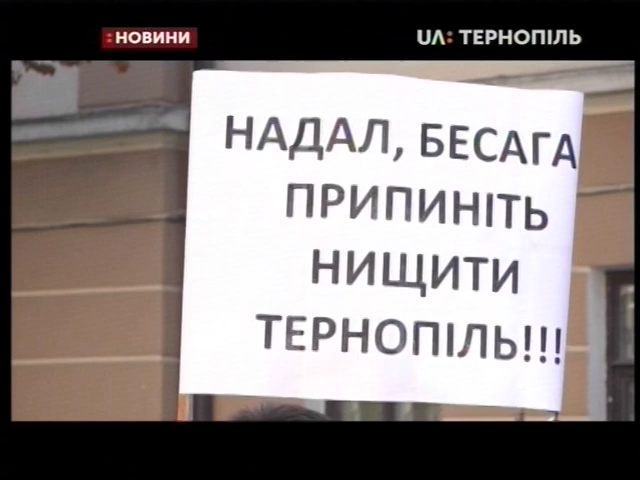 :НОВИНИ
UA: ТЕРНОПІЛЬ
НАДАЛ, БЕСАГА
ПРИПИНІТЬ
НИЩИТИ
ТЕРНОПІЛЬ!!!